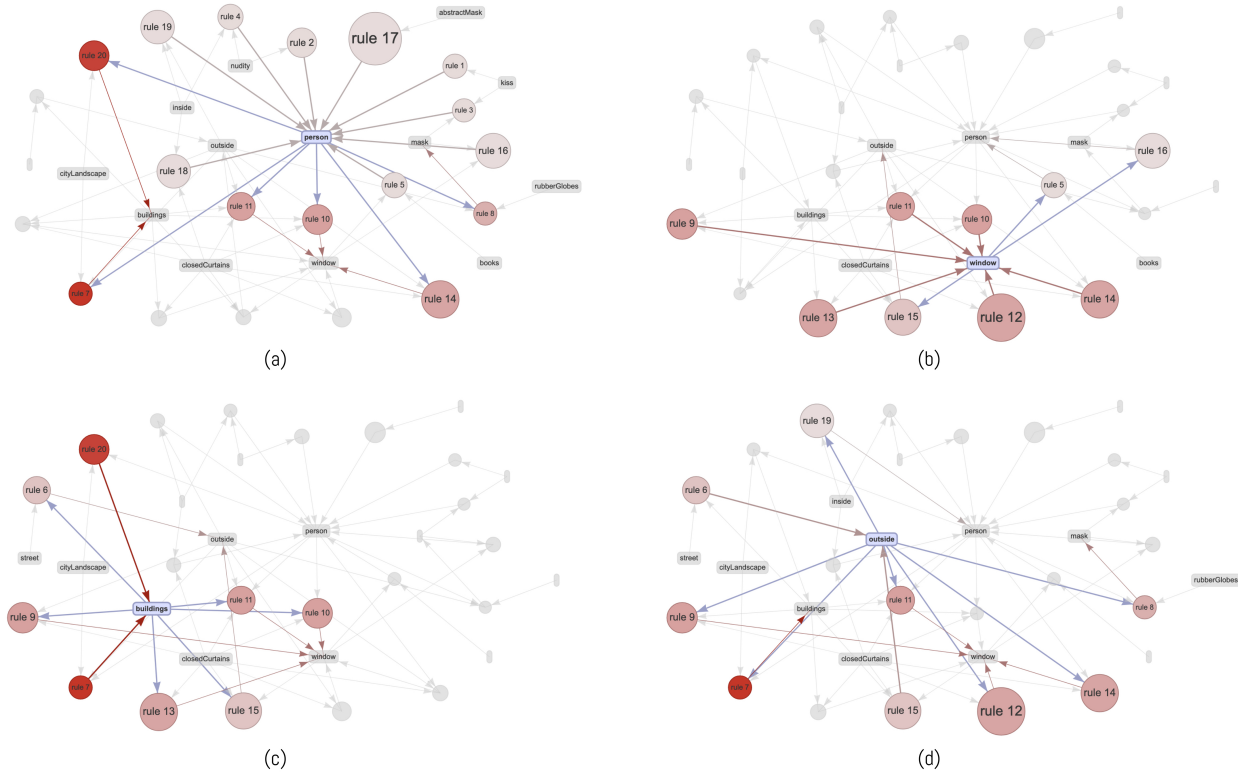 rule 4
abstractMask
rule 19
rule 17
rule 2
rule 20
rule 1
nudity
kiss
inside
rule 3
person
mask
outside
rule 16
cityLandscape
rule 18
rule 5
rubberGlobes
rule 11
buildings
rule 10
rule 8
closedCurtains
window
books
rule 7
rule 14
(a)
person
mask
outside
rule 16
rule 5
rule 11
buildings
rule 10
rule 9
closedCurtains
window
rule 14
rule 13
rule 15
rule 12
(b)
rule 20
rule 6
person
outside
street
cityLandscape
rule 11
buildings
rule 10
rule 9
closedCurtains
window
rule 7
rule 13
rule 15
(c)
rule 19
rule 6
inside
person
mask
outside
street
cityLandscape
rubberGlobes
rule 11
rule 8
buildings
rule 9
closedCurtains
window
rule 7
rule 14
rule 15
rule 12
(d)